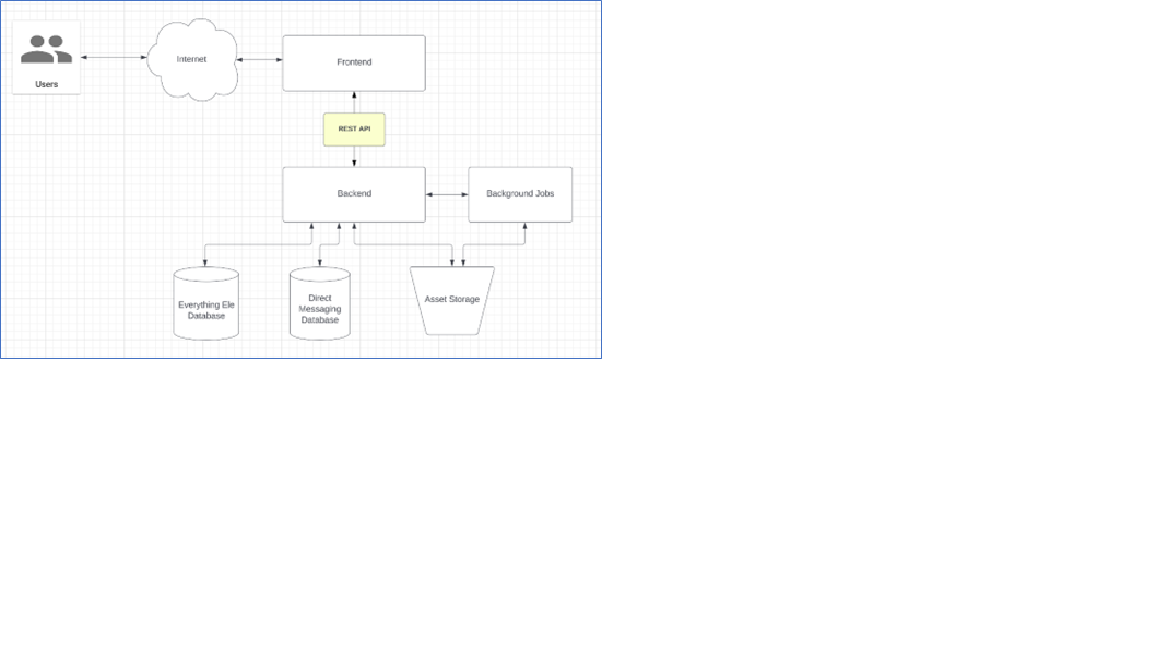 Users
Internet
Frontend
REST API
Backend
Background Jobs
Everything Ele
Database
Direct
Messaging
Database
Asset Storage